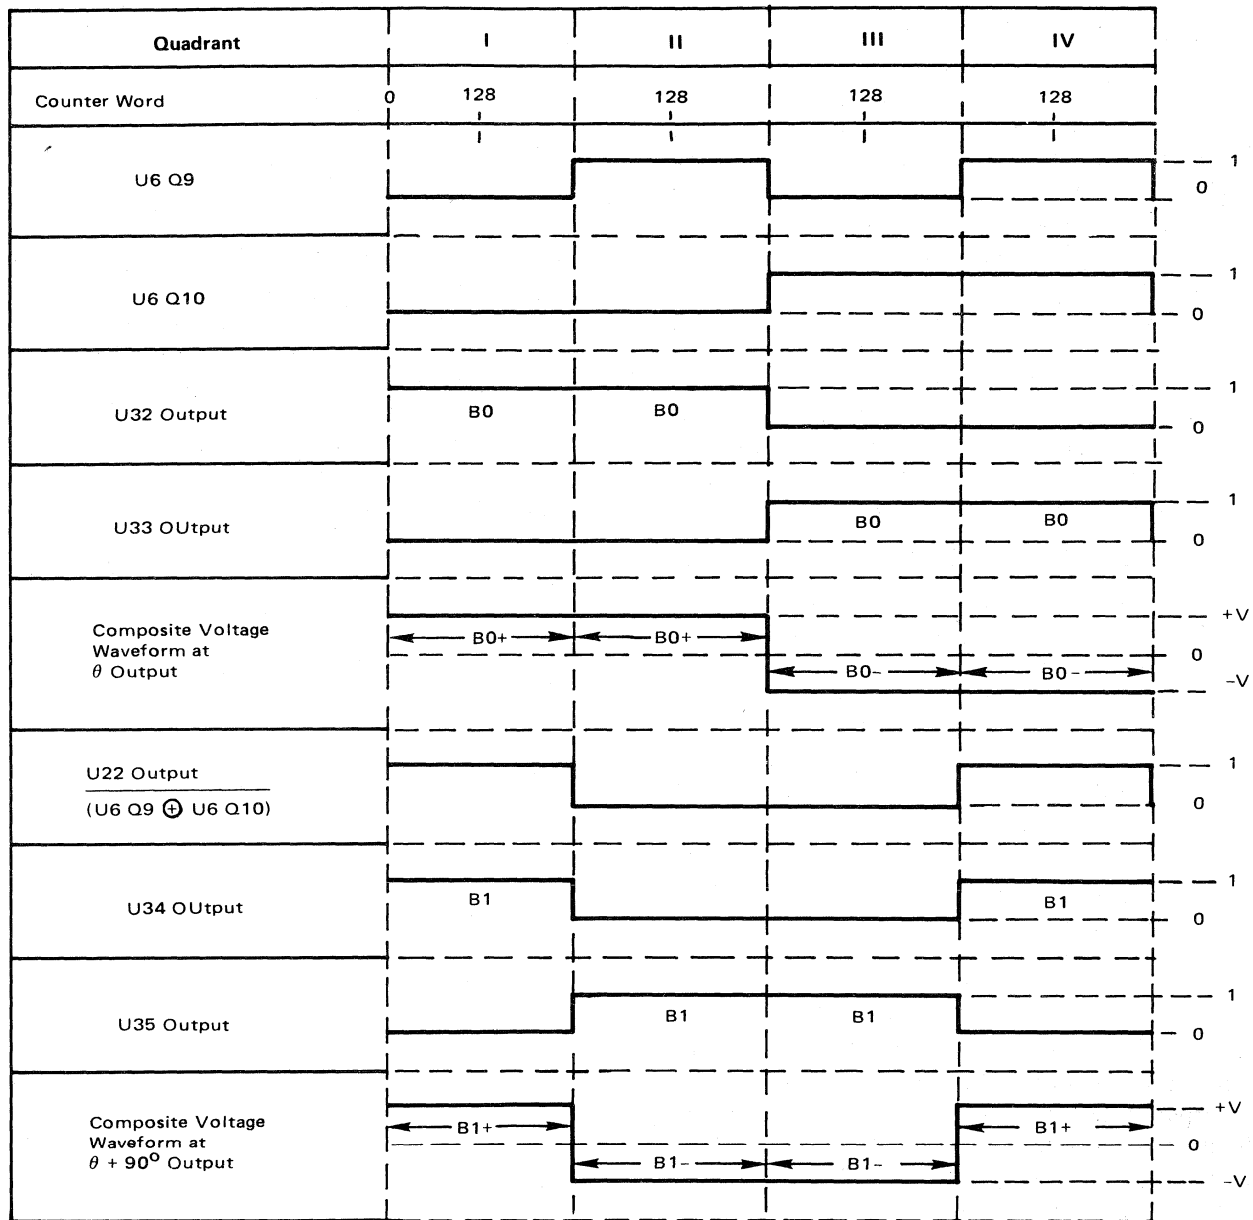 Quadrant I II III IV
Counter Word 0 128 128 128 128
U6 Q9 1
0
U6 Q10 1
0
U32 Output B0 B0 1
0
U33 OUtput B0 B0 1
0
Composite Voltage
Waveform at
θ Output
B0+ B0+ +V
0
B0- B0- -V
U22 Output
(U6 Q9 ⊕ U6 Q10)
1
0
U34 OUtput B1 B1 1
0
U35 Output B1 B1 1
0
Composite Voltage
Waveform at
θ + 90° Output
B1+ B1+ +V
0
B1- B1- -V